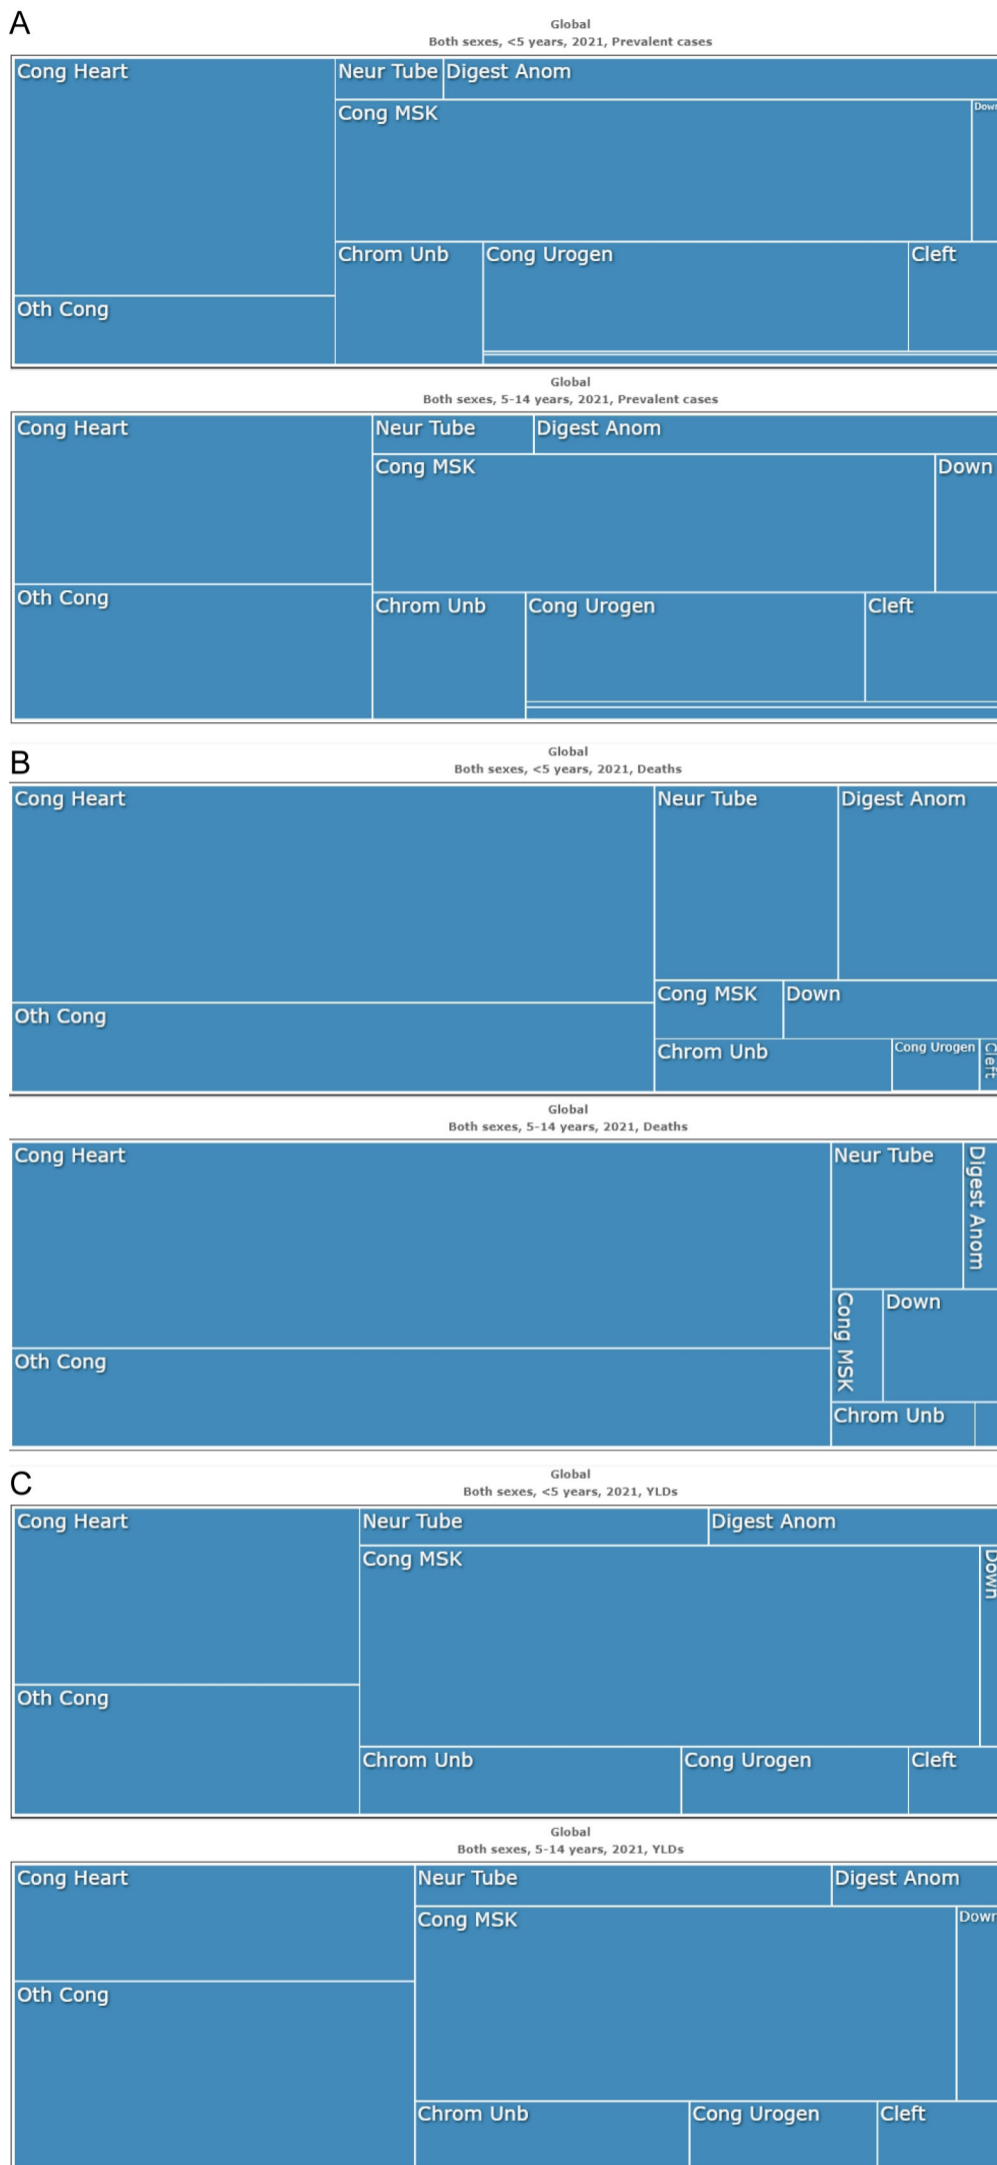 A
Global
Both sexes, <5 years, 2021, Prevalent cases
Cong Heart
Neur Tube
Digest Anom
Cong MSK
Down
Chrom Unb
Cong Urogen
Cleft
Oth Cong
Global
Both sexes, 5-14 years, 2021, Prevalent cases
Cong Heart
Neur Tube
Digest Anom
Cong MSK
Down
Oth Cong
Chrom Unb
Cong Urogen
Cleft
B
Global
Both sexes, <5 years, 2021, Deaths
Cong Heart
Neur Tube
Digest Anom
Cong MSK
Down
Oth Cong
Chrom Unb
Cong Urogen
Cleft
Global
Both sexes, 5-14 years, 2021, Deaths
Cong Heart
Neur Tube
Digest Anom
Cong MSK
Down
Oth Cong
Chrom Unb
C
Global
Both sexes, <5 years, 2021, YLDs
Cong Heart
Neur Tube
Digest Anom
Cong MSK
Down
Oth Cong
Chrom Unb
Cong Urogen
Cleft
Global
Both sexes, 5-14 years, 2021, YLDs
Cong Heart
Neur Tube
Digest Anom
Cong MSK
Down
Oth Cong
Chrom Unb
Cong Urogen
Cleft